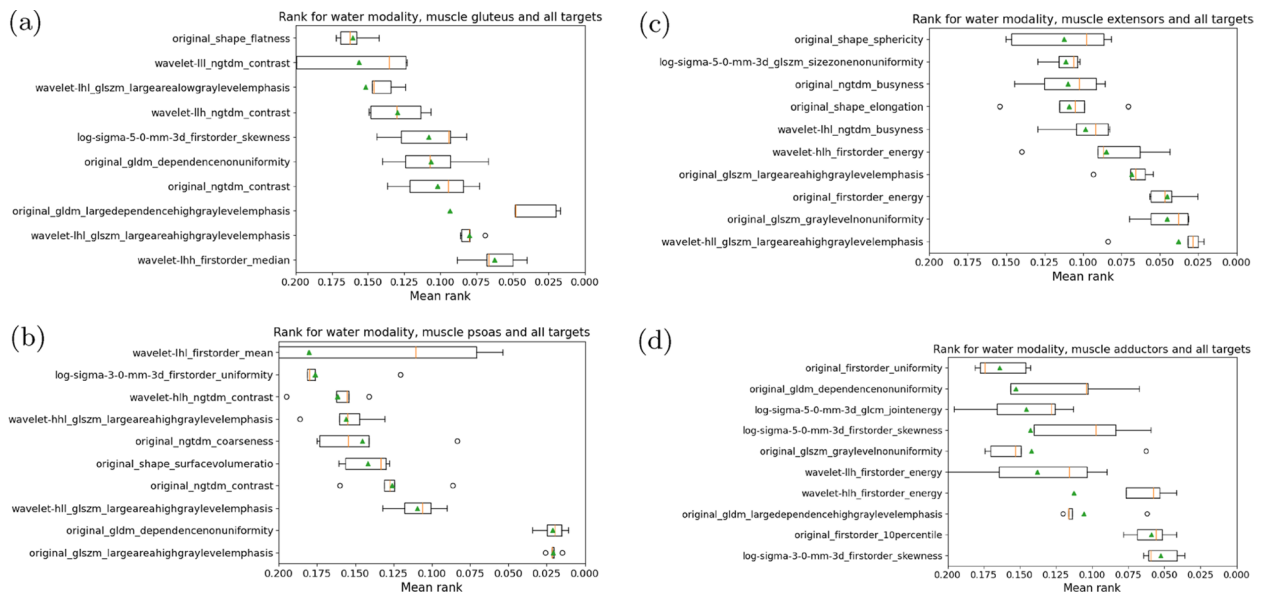 (a)
Rank for water modality, muscle gluteus and all targets
original_shape_flatness
wavelet-lll_ngtdm_contrast
wavelet-lhl_glszm_largearealowgraylevelemphasis
wavelet-llh_ngtdm_contrast
log-sigma-5-0-mm-3d_firstorder_skewness
original_gldm_dependencenonuniformity
original_ngtdm_contrast
original_gldm_largedependencehighgraylevelemphasis
wavelet-lhl_glszm_largeareahighgraylevelemphasis
wavelet-lhh_firstorder_median
0.200 0.175 0.150 0.125 0.100 0.075 0.050 0.025 0.000
Mean rank
(b)
Rank for water modality, muscle psoas and all targets
wavelet-lhl_firstorder_mean
log-sigma-3-0-mm-3d_firstorder_uniformity
wavelet-hlh_ngtdm_contrast
wavelet-hhl_glszm_largeareahighgraylevelemphasis
original_ngtdm_coarseness
original_shape_surfacevolumeratio
original_ngtdm_contrast
wavelet-hll_glszm_largeareahighgraylevelemphasis
original_gldm_dependencenonuniformity
original_glszm_largeareahighgraylevelemphasis
0.200 0.175 0.150 0.125 0.100 0.075 0.050 0.025 0.000
Mean rank
(c)
Rank for water modality, muscle extensors and all targets
original_shape_sphericity
log-sigma-5-0-mm-3d_glszm_sizezonenonuniformity
original_ngtdm_busyness
original_shape_elongation
wavelet-lhl_ngtdm_busyness
wavelet-hlh_firstorder_energy
original_glszm_largeareahighgraylevelemphasis
original_firstorder_energy
original_glszm_graylevelnonuniformity
wavelet-hll_glszm_largeareahighgraylevelemphasis
0.200 0.175 0.150 0.125 0.100 0.075 0.050 0.025 0.000
Mean rank
(d)
Rank for water modality, muscle adductors and all targets
original_firstorder_uniformity
original_gldm_dependencenonuniformity
log-sigma-5-0-mm-3d_glcm_jointenergy
log-sigma-5-0-mm-3d_firstorder_skewness
original_glszm_graylevelnonuniformity
wavelet-llh_firstorder_energy
wavelet-hlh_firstorder_energy
original_gldm_largedependencehighgraylevelemphasis
original_firstorder_10percentile
log-sigma-3-0-mm-3d_firstorder_skewness
0.200 0.175 0.150 0.125 0.100 0.075 0.050 0.025 0.000
Mean rank